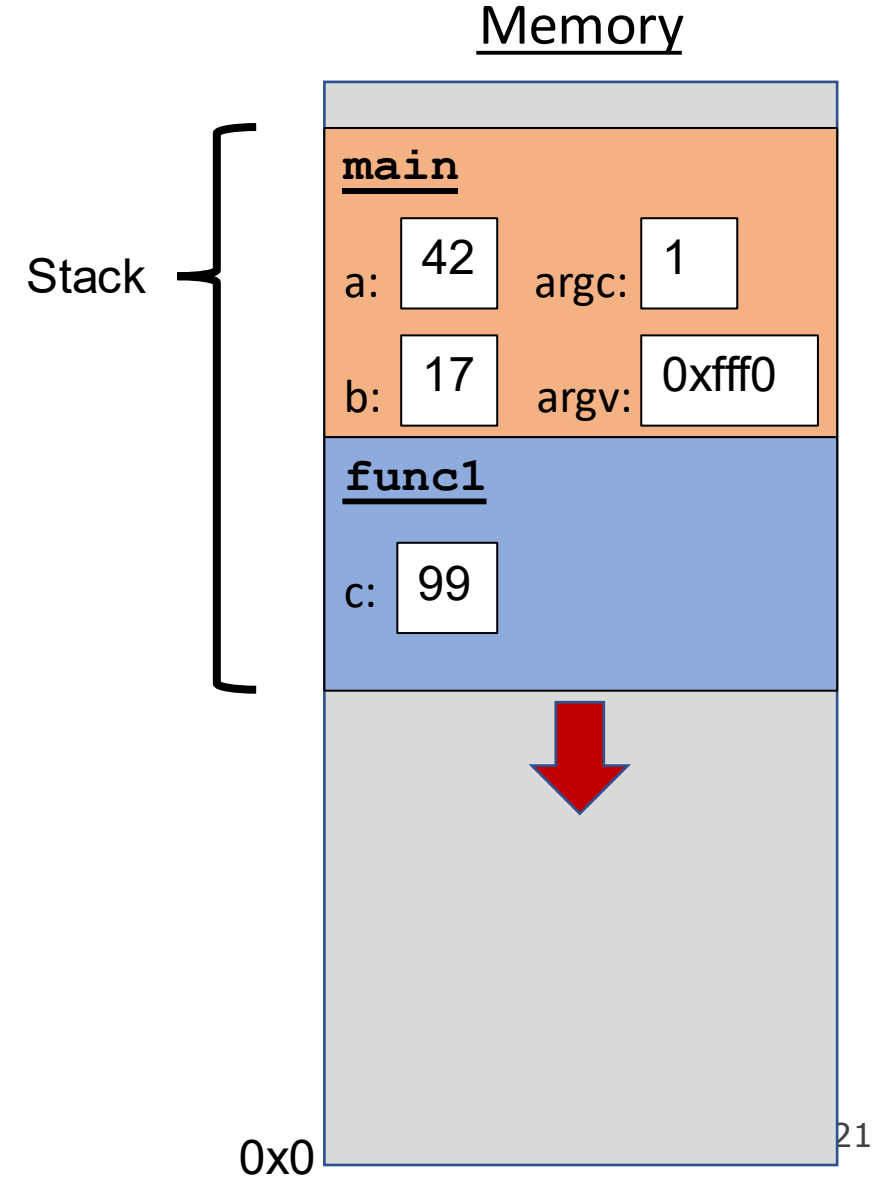 Memory
main
Stack
a: 42 argc: 1
b: 17 argv: 0xfff0
func1
c: 99
21
0x0